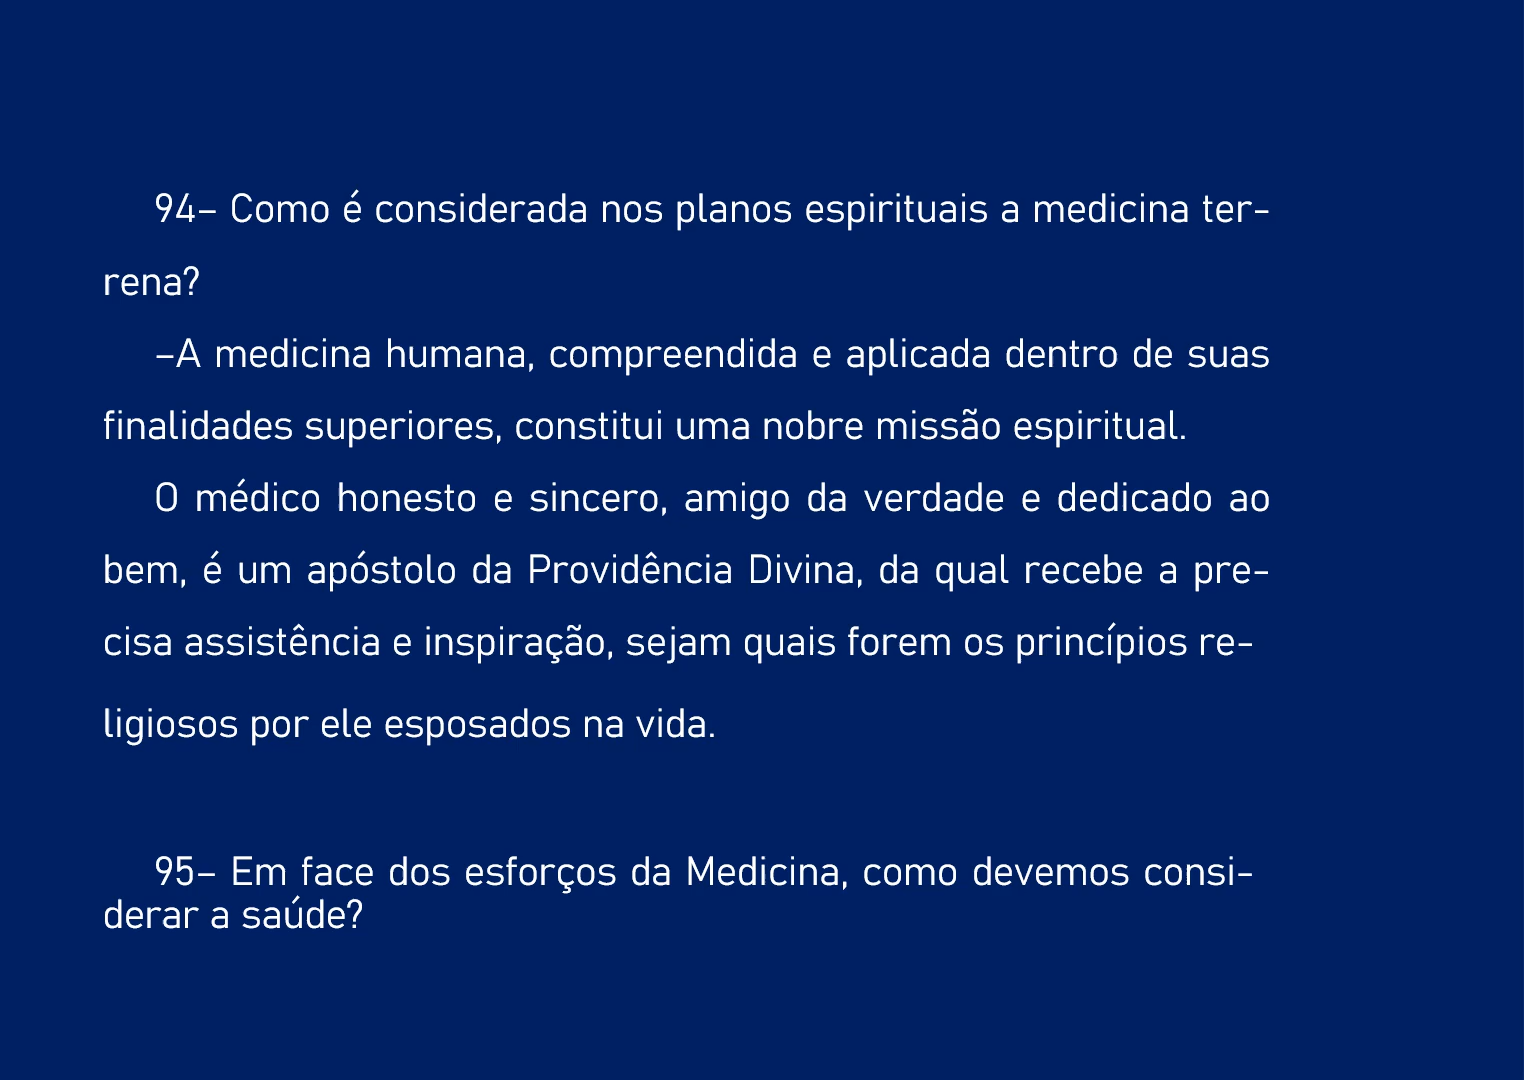 94– Como é considerada nos planos espirituais a medicina ter-
rena?
–A medicina humana, compreendida e aplicada dentro de suas
finalidades superiores, constitui uma nobre missão espiritual.
O médico honesto e sincero, amigo da verdade e dedicado ao
bem, é um apóstolo da Providência Divina, da qual recebe a pre-
cisa assistência e inspiração, sejam quais forem os princípios re-
ligiosos por ele esposados na vida.
95– Em face dos esforços da Medicina, como devemos consi-
derar a saúde?